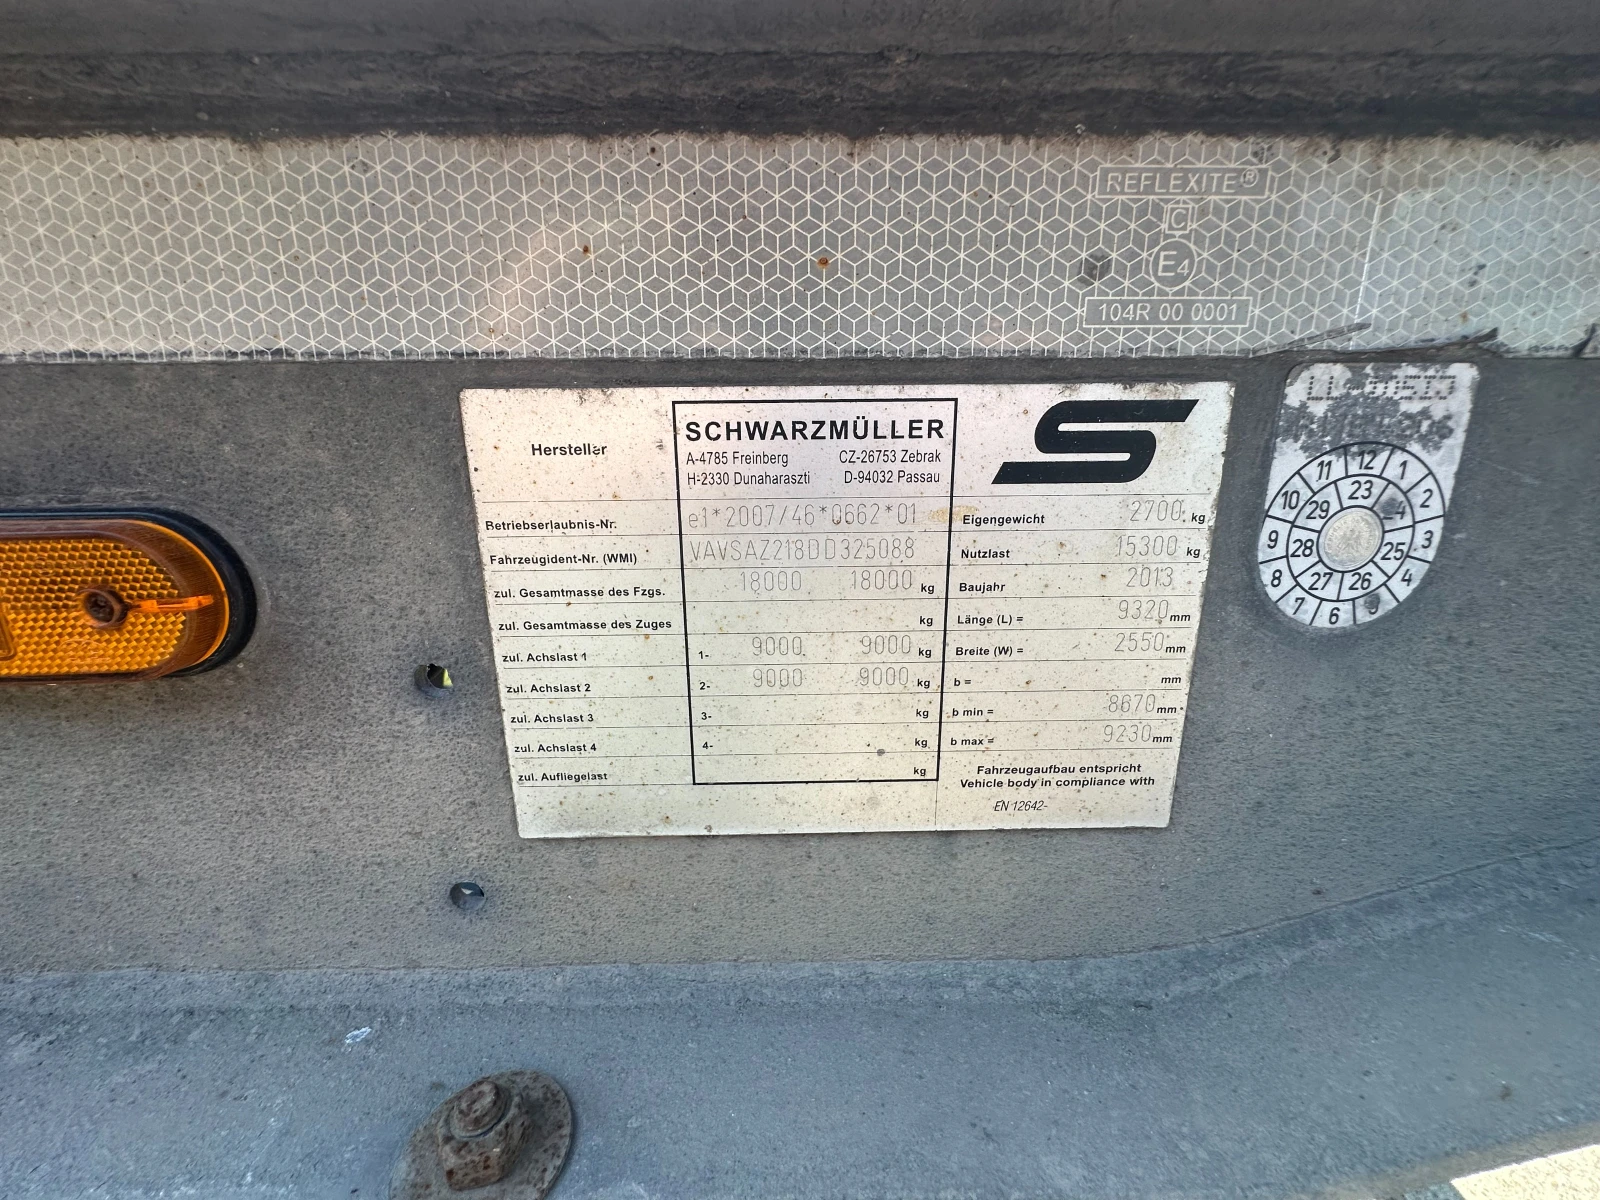 REFLEXITE®
C
E4
104R 00 0001
Hersteller
SCHWARZMÜLLER
A-4785 Freinberg CZ-26753 Zebrak
H-2330 Dunaharaszti D-94032 Passau
Betriebserlaubnis-Nr. e1*2007/46*0662*01
Fahrzeugident-Nr. (WMI) VAVSAZ218DD325088
zul. Gesamtmasse des Fzgs. 18000 18000 kg
zul. Gesamtmasse des Zuges kg
zul. Achslast 1 1- 9000 9000 kg
zul. Achslast 2 2- 9000 9000 kg
zul. Achslast 3 3- kg
zul. Achslast 4 4- kg
zul. Aufliegelast kg
Eigengewicht 2700 kg
Nutzlast 15300 kg
Baujahr 2013
Länge (L) = 9320 mm
Breite (W) = 2550 mm
b = mm
b min = 8670 mm
b max = 9230 mm
Fahrzeugaufbau entspricht
Vehicle body in compliance with
EN 12642-
12 1 2 3 4 6 7 8 9 10 11
23 25 26 27 28 29